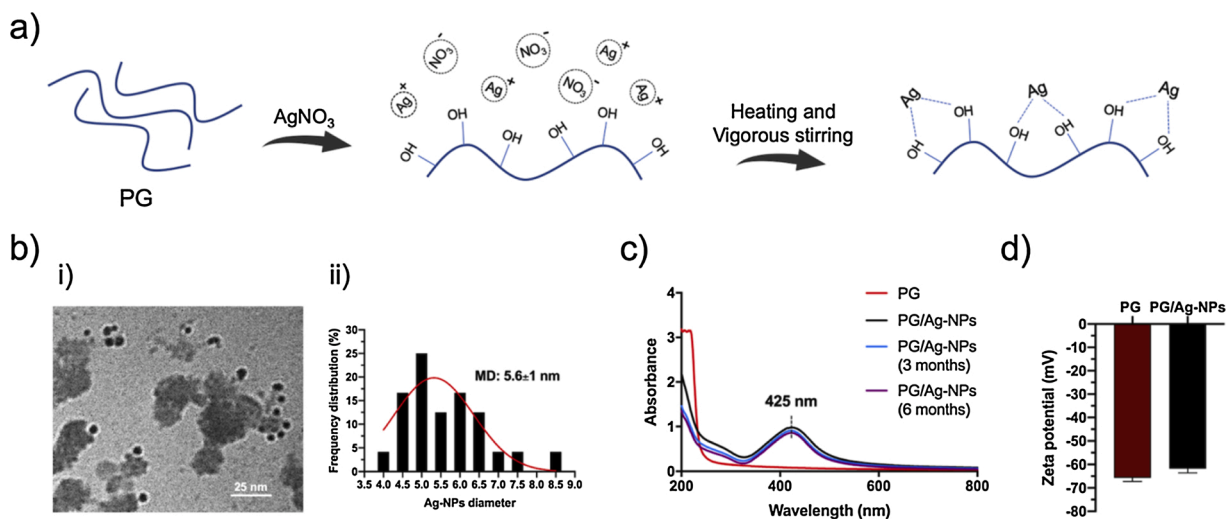 a)
PG
AgNO3
Ag+
NO3-
Ag+
NO3-
NO3-
Ag+
Ag+
OH
OH
OH
OH
OH
OH
Heating and
Vigorous stirring
Ag
Ag
Ag
OH
OH
OH
OH
OH
OH
b)
i)
25 nm
ii)
Frequency distribution (%)
30
25
20
15
10
5
0
MD: 5.6±1 nm
3.5 4.0 4.5 5.0 5.5 6.0 6.5 7.0 7.5 8.0 8.5 9.0
Ag-NPs diameter
c)
Absorbance
4
3
2
1
0
425 nm
PG
PG/Ag-NPs
PG/Ag-NPs
(3 months)
PG/Ag-NPs
(6 months)
200 400 600 800
Wavelength (nm)
d)
PG PG/Ag-NPs
Zeta potential (mV)
0
-10
-20
-30
-40
-50
-60
-70
-80